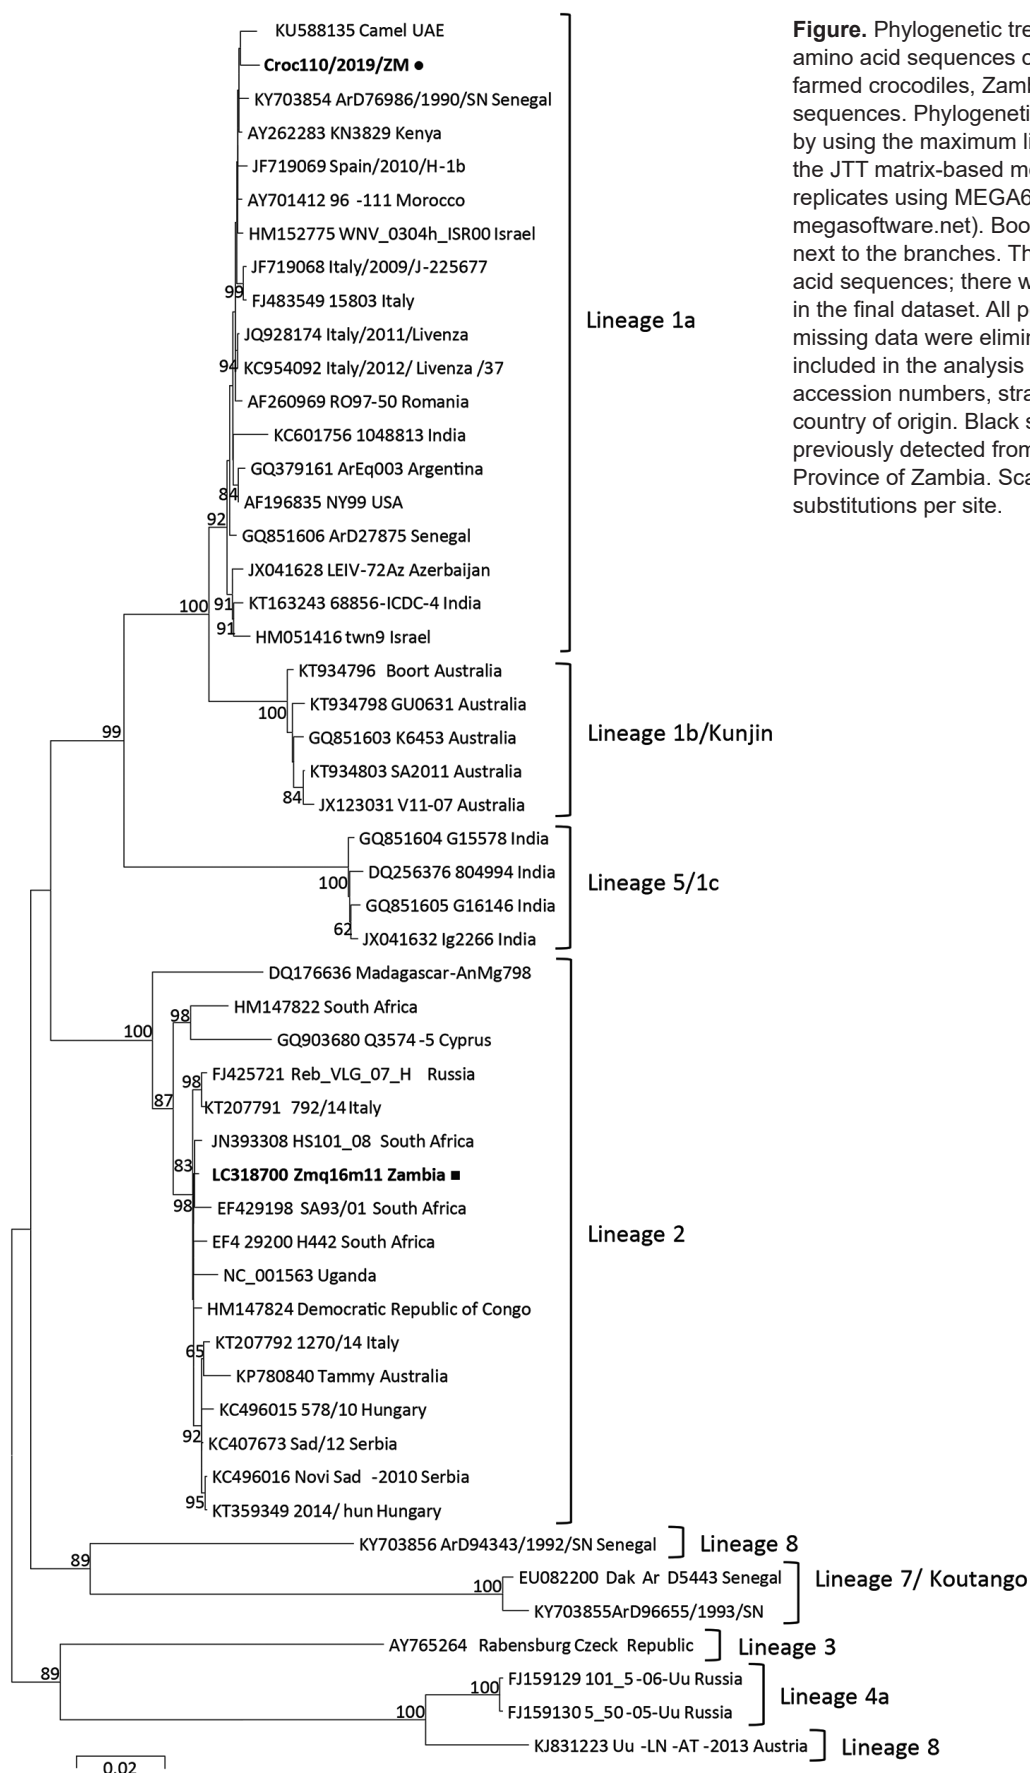 KU588135 Camel UAE
Croc110/2019/ZM ●
KY703854 ArD76986/1990/SN Senegal
AY262283 KN3829 Kenya
JF719069 Spain/2010/H-1b
AY701412 96 -111 Morocco
HM152775 WNV_0304h_ISR00 Israel
JF719068 Italy/2009/J-225677
99
FJ483549 15803 Italy
JQ928174 Italy/2011/Livenza
94
KC954092 Italy/2012/ Livenza /37
AF260969 RO97-50 Romania
KC601756 1048813 India
GQ379161 ArEq003 Argentina
84
AF196835 NY99 USA
92
GQ851606 ArD27875 Senegal
JX041628 LEIV-72Az Azerbaijan
100
91
KT163243 68856-ICDC-4 India
91
HM051416 twn9 Israel
Lineage 1a
KT934796 Boort Australia
100
KT934798 GU0631 Australia
GQ851603 K6453 Australia
KT934803 SA2011 Australia
84
JX123031 V11-07 Australia
Lineage 1b/Kunjin
99
GQ851604 G15578 India
100
DQ256376 804994 India
GQ851605 G16146 India
62
JX041632 Ig2266 India
Lineage 5/1c
DQ176636 Madagascar-AnMg798
98
HM147822 South Africa
100
GQ903680 Q3574 -5 Cyprus
98
FJ425721 Reb_VLG_07_H Russia
87
KT207791 792/14 Italy
JN393308 HS101_08 South Africa
83
LC318700 Zmq16m11 Zambia ■
98
EF429198 SA93/01 South Africa
EF4 29200 H442 South Africa
NC_001563 Uganda
HM147824 Democratic Republic of Congo
65
KT207792 1270/14 Italy
KP780840 Tammy Australia
KC496015 578/10 Hungary
92
KC407673 Sad/12 Serbia
KC496016 Novi Sad -2010 Serbia
95
KT359349 2014/ hun Hungary
Lineage 2
KY703856 ArD94343/1992/SN Senegal
Lineage 8
89
100
EU082200 Dak Ar D5443 Senegal
KY703855ArD96655/1993/SN
Lineage 7/ Koutango
AY765264 Rabensburg Czeck Republic
Lineage 3
89
100
FJ159129 101_5-06-Uu Russia
100
FJ159130 5_50-05-Uu Russia
Lineage 4a
KJ831223 Uu -LN -AT -2013 Austria
Lineage 8
0.02
Figure. Phylogenetic tre
amino acid sequences o
farmed crocodiles, Zamb
sequences. Phylogeneti
by using the maximum li
the JTT matrix-based me
replicates using MEGA6
megasoftware.net). Boo
next to the branches. Th
acid sequences; there w
in the final dataset. All p
missing data were elimin
included in the analysis
accession numbers, stra
country of origin. Black s
previously detected from
Province of Zambia. Sca
substitutions per site.